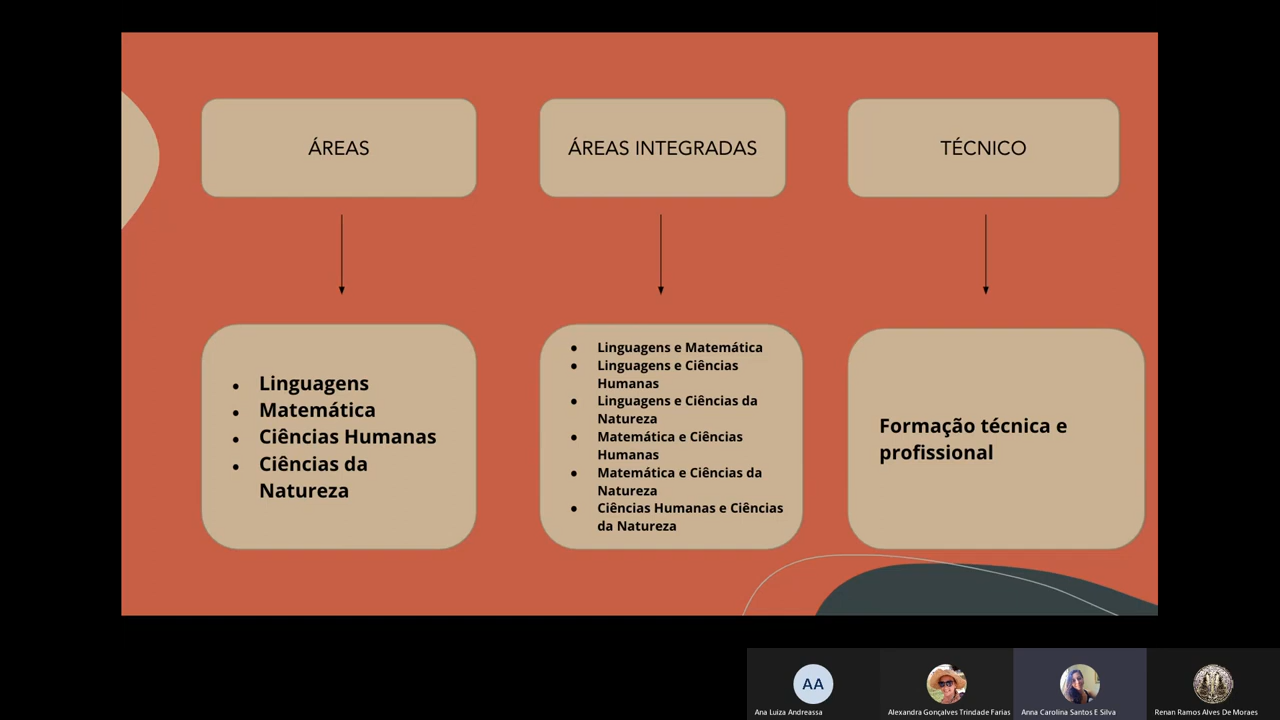 ÁREAS
ÁREAS INTEGRADAS
TÉCNICO
• Linguagens
• Matemática
• Ciências Humanas
• Ciências da
Natureza
• Linguagens e Matemática
• Linguagens e Ciências
Humanas
• Linguagens e Ciências da
Natureza
• Matemática e Ciências
Humanas
• Matemática e Ciências da
Natureza
• Ciências Humanas e Ciências
da Natureza
Formação técnica e
profissional
AA
Ana Luiza Andreassa
Alexandra Gonçalves Trindade Farias
Anna Carolina Santos E Silva
Renan Ramos Alves De Moraes